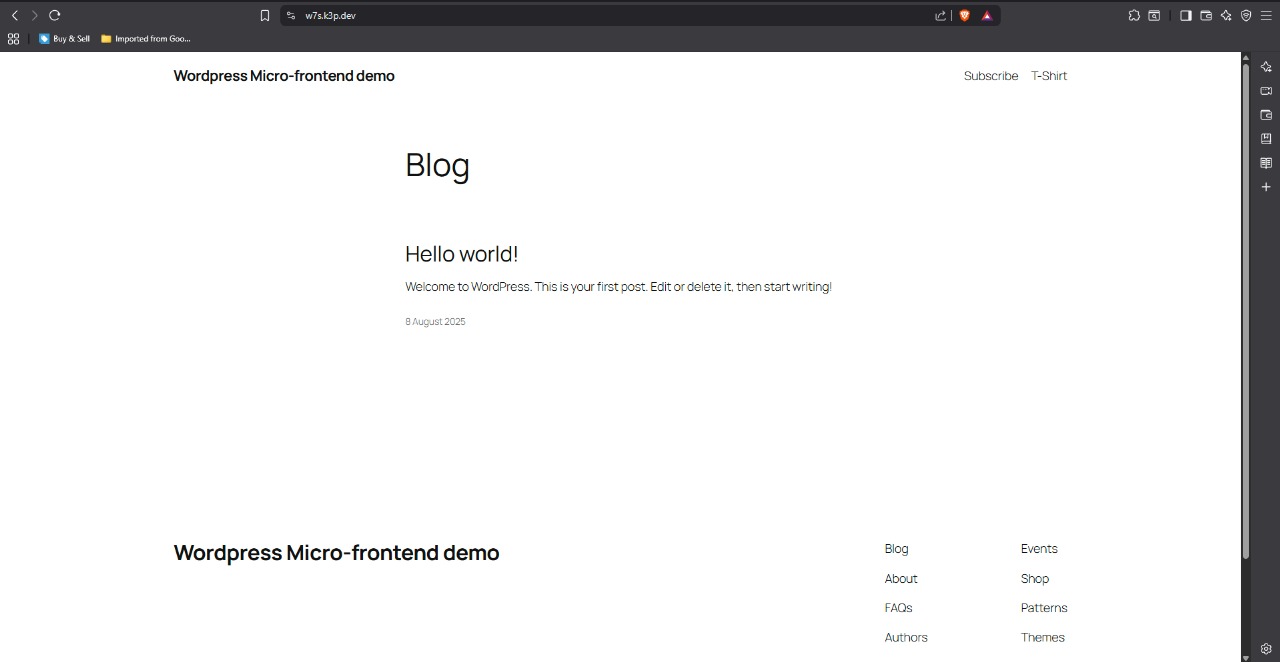 w7s.k3p.dev
Buy & Sell
Imported from Goo...
Wordpress Micro-frontend demo
Subscribe
T-Shirt
Blog
Hello world!
Welcome to WordPress. This is your first post. Edit or delete it, then start writing!
8 August 2025
Wordpress Micro-frontend demo
Blog
About
FAQs
Authors
Events
Shop
Patterns
Themes